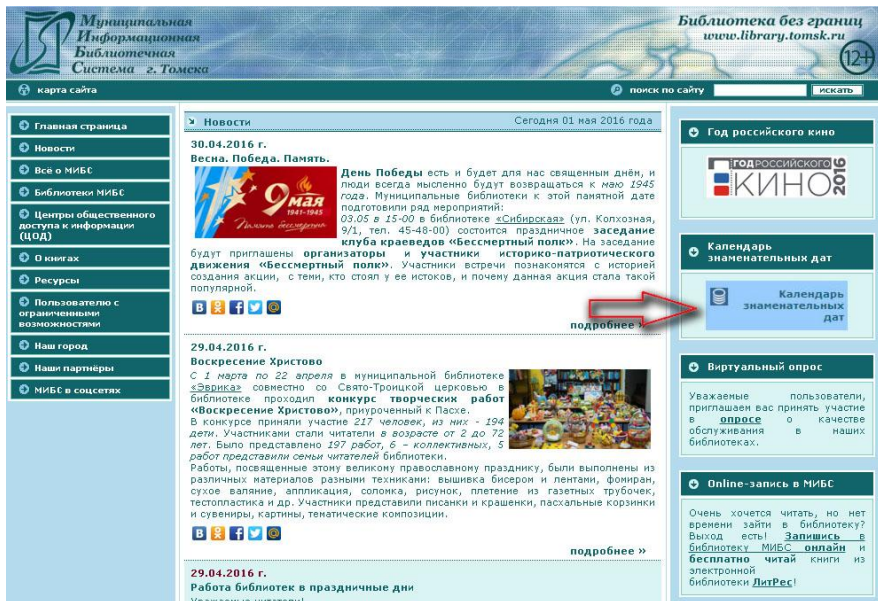 Муниципальная
Информационная
Библиотечная
Система г. Томска
Библиотека без границ
www.library.tomsk.ru
12+
карта сайта
поиск по сайту
искать
Главная страница
Новости
Всё о МИБС
Библиотеки МИБС
Центры общественного
доступа к информации
(ЦОД)
О книгах
Ресурсы
Пользователю с
ограниченными
возможностями
Наш город
Наши партнёры
МИБС в соцсетях
Новости
Сегодня 01 мая 2016 года
30.04.2016 г.
Весна. Победа. Память.
9 мая
1941-1945
Память бессмертна
День Победы есть и будет для нас священным днём, и
люди всегда мысленно будут возвращаться к маю 1945
года. Муниципальные библиотеки к этой памятной дате
подготовили ряд мероприятий:
03.05 в 15-00 в библиотеке «Сибирская» (ул. Колхозная,
9/1, тел. 45-48-00) состоится праздничное заседание
клуба краеведов «Бессмертный полк». На заседание
будут приглашены организаторы и участники историко-патриотического
движения «Бессмертный полк». Участники встречи познакомятся с историей
создания акции, с теми, кто стоял у ее истоков, и почему данная акция стала такой
популярной.
подробнее »
29.04.2016 г.
Воскресение Христово
С 1 марта по 22 апреля в муниципальной библиотеке
«Эврика» совместно со Свято-Троицкой церковью в
библиотеке проходил конкурс творческих работ
«Воскресение Христово», приуроченный к Пасхе.
В конкурсе приняли участие 217 человек, из них - 194
дети. Участниками стали читатели в возрасте от 2 до 72
лет. Было представлено 197 работ, 6 – коллективных, 5
работ представили семьи читателей библиотеки.
Работы, посвященные этому великому православному празднику, были выполнены из
различных материалов разными техниками: вышивка бисером и лентами, фомиран,
сухое валяние, аппликация, соломка, рисунок, плетение из газетных трубочек,
тестопластика и др. Участники представили писанки и крашенки, пасхальные корзинки
и сувениры, картины, тематические композиции.
подробнее »
29.04.2016 г.
Работа библиотек в праздничные дни
Уважаемые читатели!
Год российского кино
ГОД РОССИЙСКОГО
КИНО 2016
Календарь
знаменательных дат
Календарь
знаменательных
дат
Виртуальный опрос
Уважаемые пользователи,
приглашаем вас принять участие
в опросе о качестве
обслуживания в наших
библиотеках.
Online-запись в МИБС
Очень хочется читать, но нет
времени зайти в библиотеку?
Выход есть! Запишись в
библиотеку МИБС онлайн и
бесплатно читай книги из
электронной
библиотеки ЛитРес!